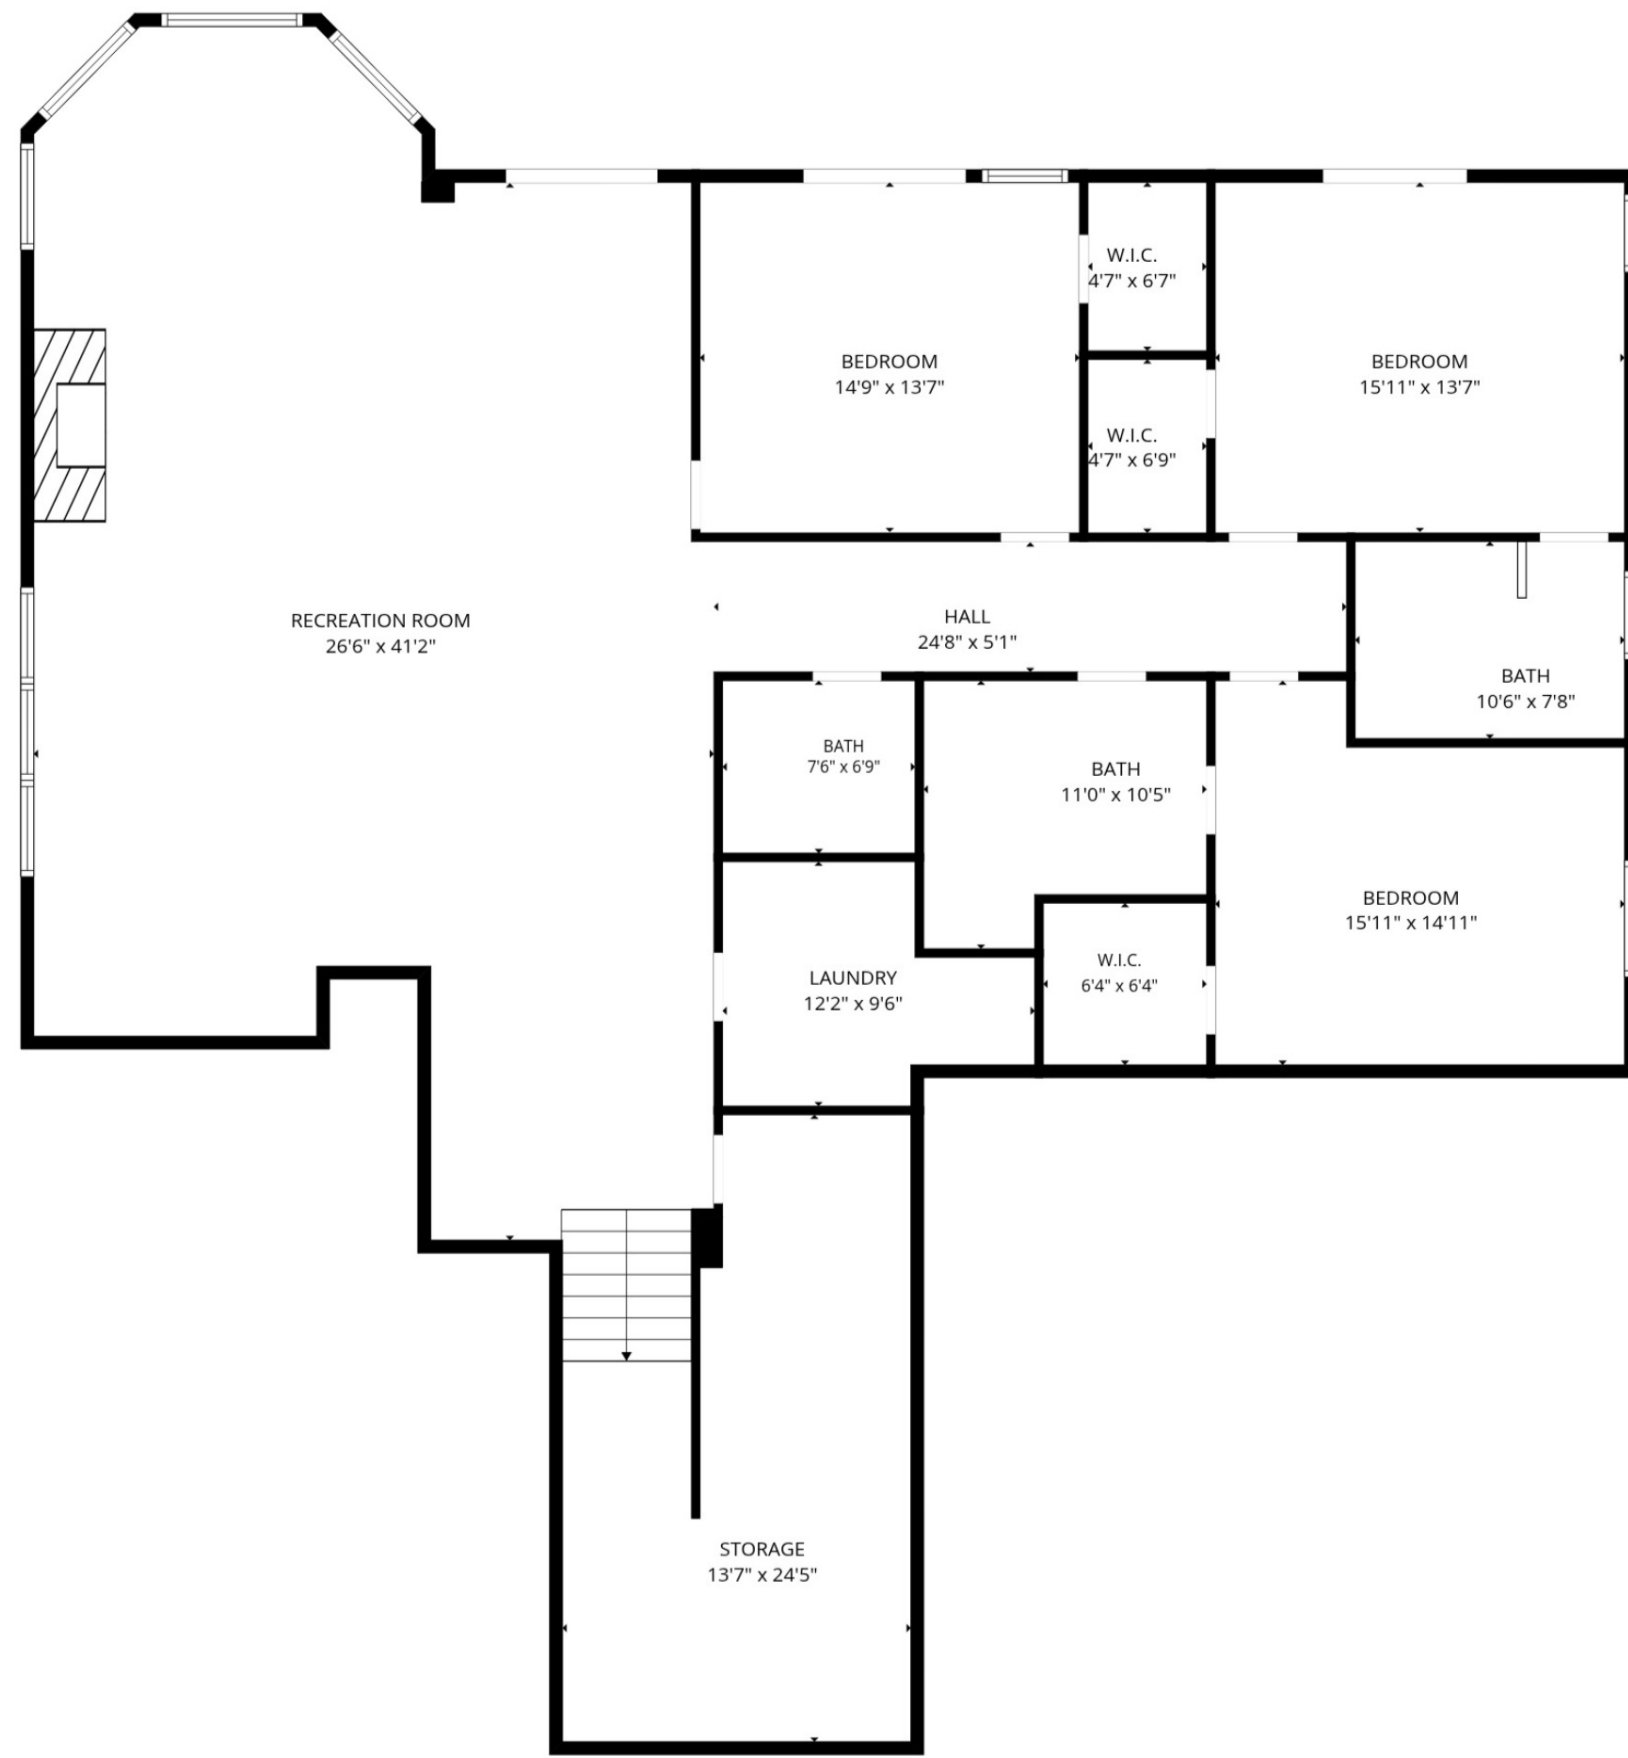 W.I.C.
4'7" x 6'7"
BEDROOM
14'9" x 13'7"
BEDROOM
15'11" x 13'7"
W.I.C.
4'7" x 6'9"
RECREATION ROOM
26'6" x 41'2"
HALL
24'8" x 5'1"
BATH
10'6" x 7'8"
BATH
7'6" x 6'9"
BATH
11'0" x 10'5"
BEDROOM
15'11" x 14'11"
LAUNDRY
12'2" x 9'6"
W.I.C.
6'4" x 6'4"
STORAGE
13'7" x 24'5"